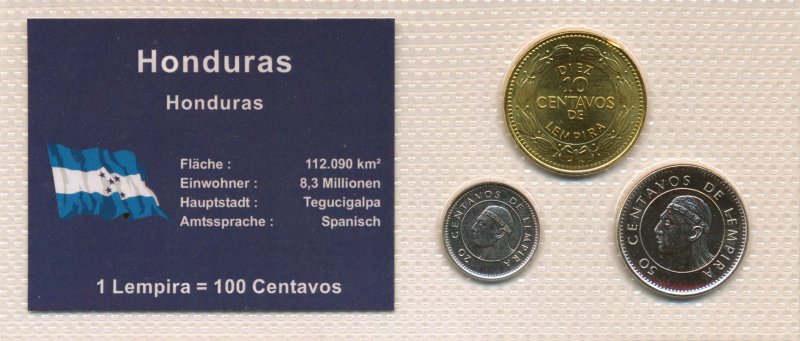 Honduras
Honduras
Fläche : 112.090 km²
Einwohner : 8,3 Millionen
Hauptstadt : Tegucigalpa
Amtssprache : Spanisch
1 Lempira = 100 Centavos
DIEZ
10
CENTAVOS
DE
LEMPIRA
20 CENTAVOS DE LEMPIRA
50 CENTAVOS DE LEMPIRA